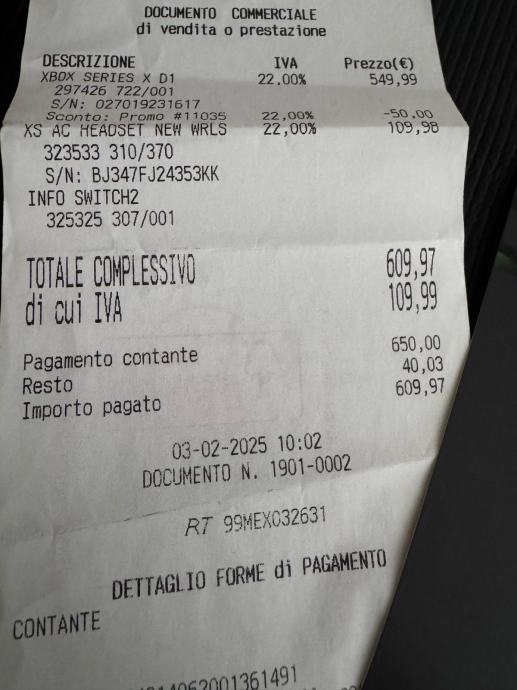 DOCUMENTO COMMERCIALE
di vendita o prestazione
DESCRIZIONE IVA Prezzo(€)
XBOX SERIES X D1 22,00% 549,99
297426 722/001
S/N: 027019231617
Sconto: Promo #11035 22,00% -50,00
XS AC HEADSET NEW WRLS 22,00% 109,98
323533 310/370
S/N: BJ347FJ24353KK
INFO SWITCH2
325325 307/001
TOTALE COMPLESSIVO 609,97
di cui IVA 109,99
Pagamento contante 650,00
Resto 40,03
Importo pagato 609,97
03-02-2025 10:02
DOCUMENTO N. 1901-0002
RT 99MEX032631
DETTAGLIO FORME di PAGAMENTO
CONTANTE